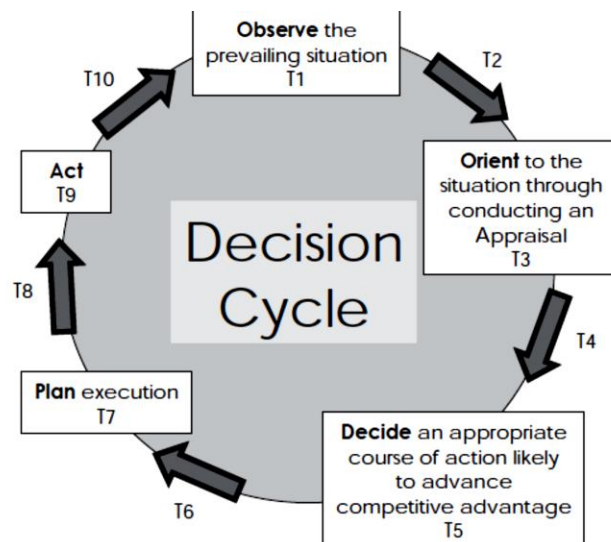 Observe the
prevailing situation
T1
T2
Orient to the
situation through
conducting an
Appraisal
T3
T4
Decide an appropriate
course of action likely
to advance
competitive advantage
T5
T6
Plan execution
T7
T8
Act
T9
T10
Decision
Cycle